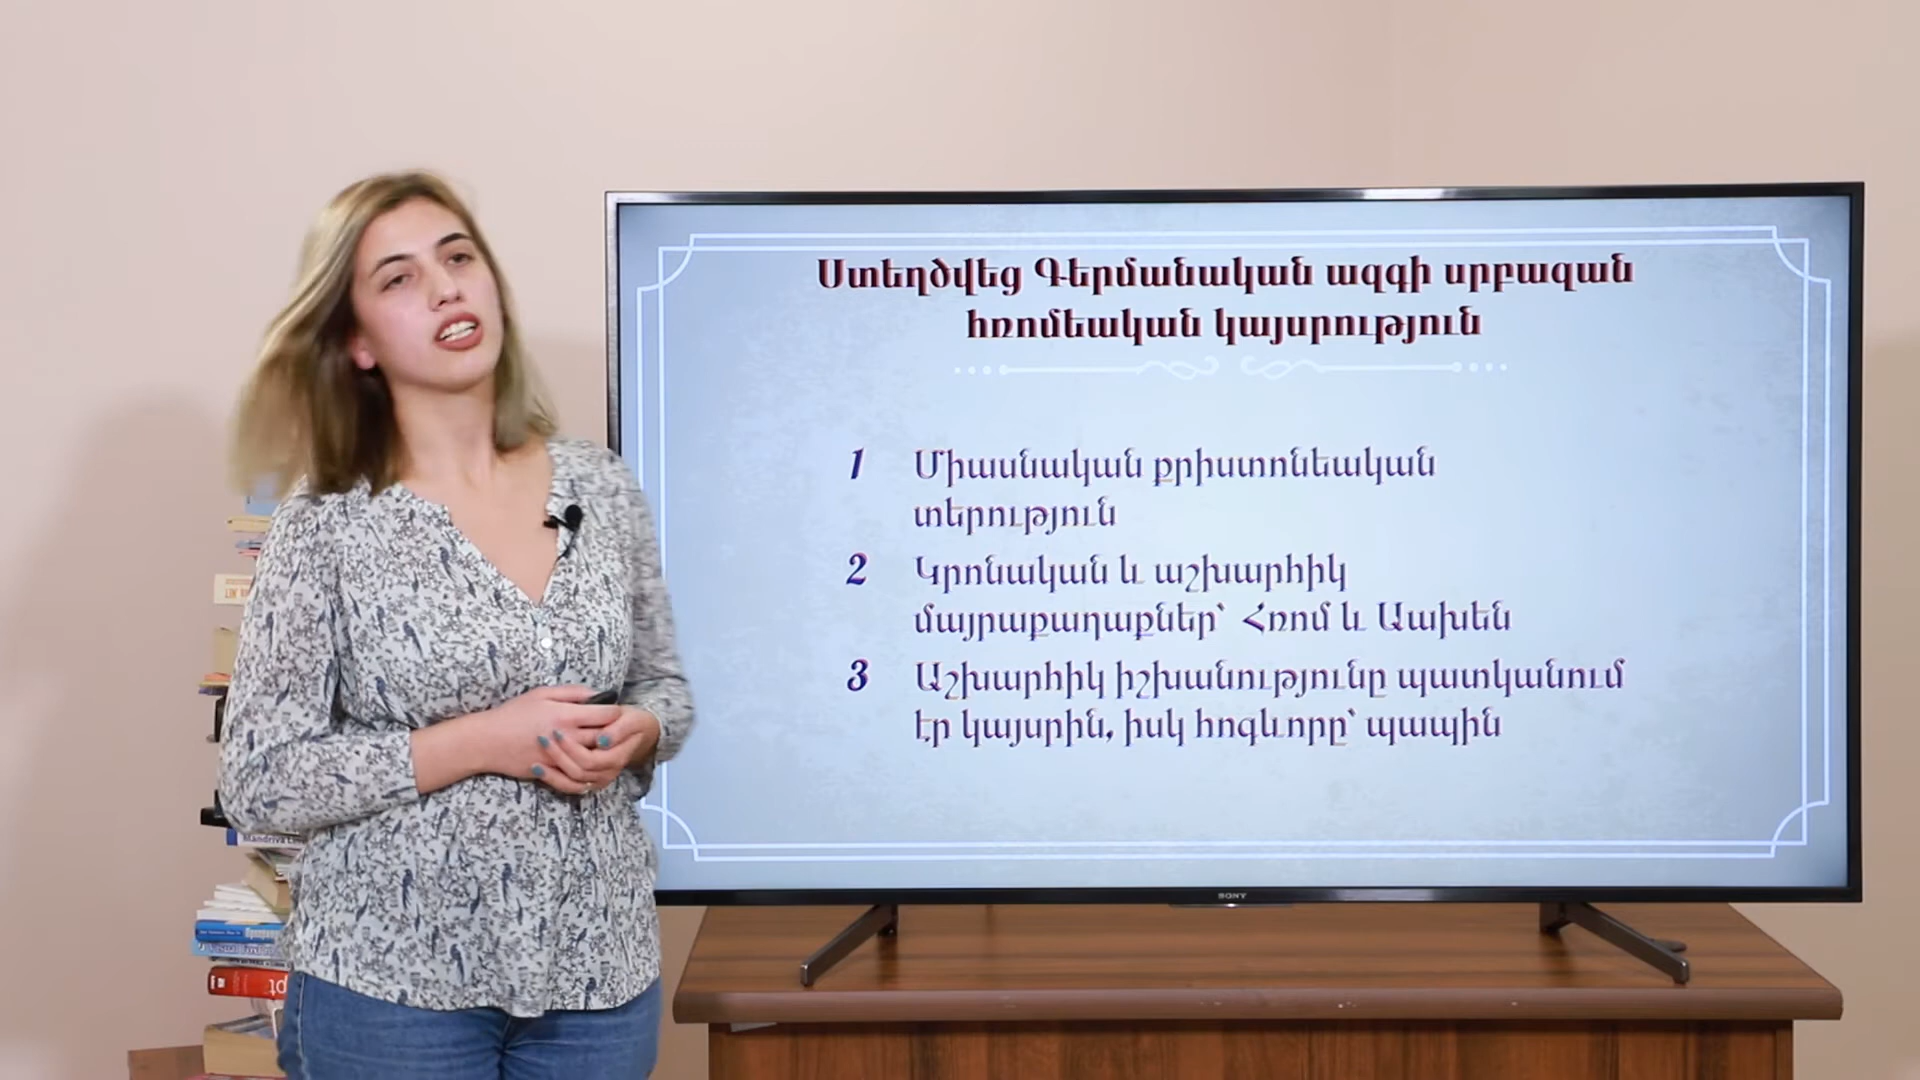 Ստեղծվեց Գերմանական ազգի սրբազան
հռոմեական կայսրություն
1 Միասնական քրիստոնեական
տերություն
2 Կրոնական և աշխարհիկ
մայրաքաղաքներ՝ Հռոմ և Աախեն
3 Աշխարհիկ իշխանությունը պատկանում
էր կայսրին, իսկ հոգևորը՝ պապին
SONY
Mandriva